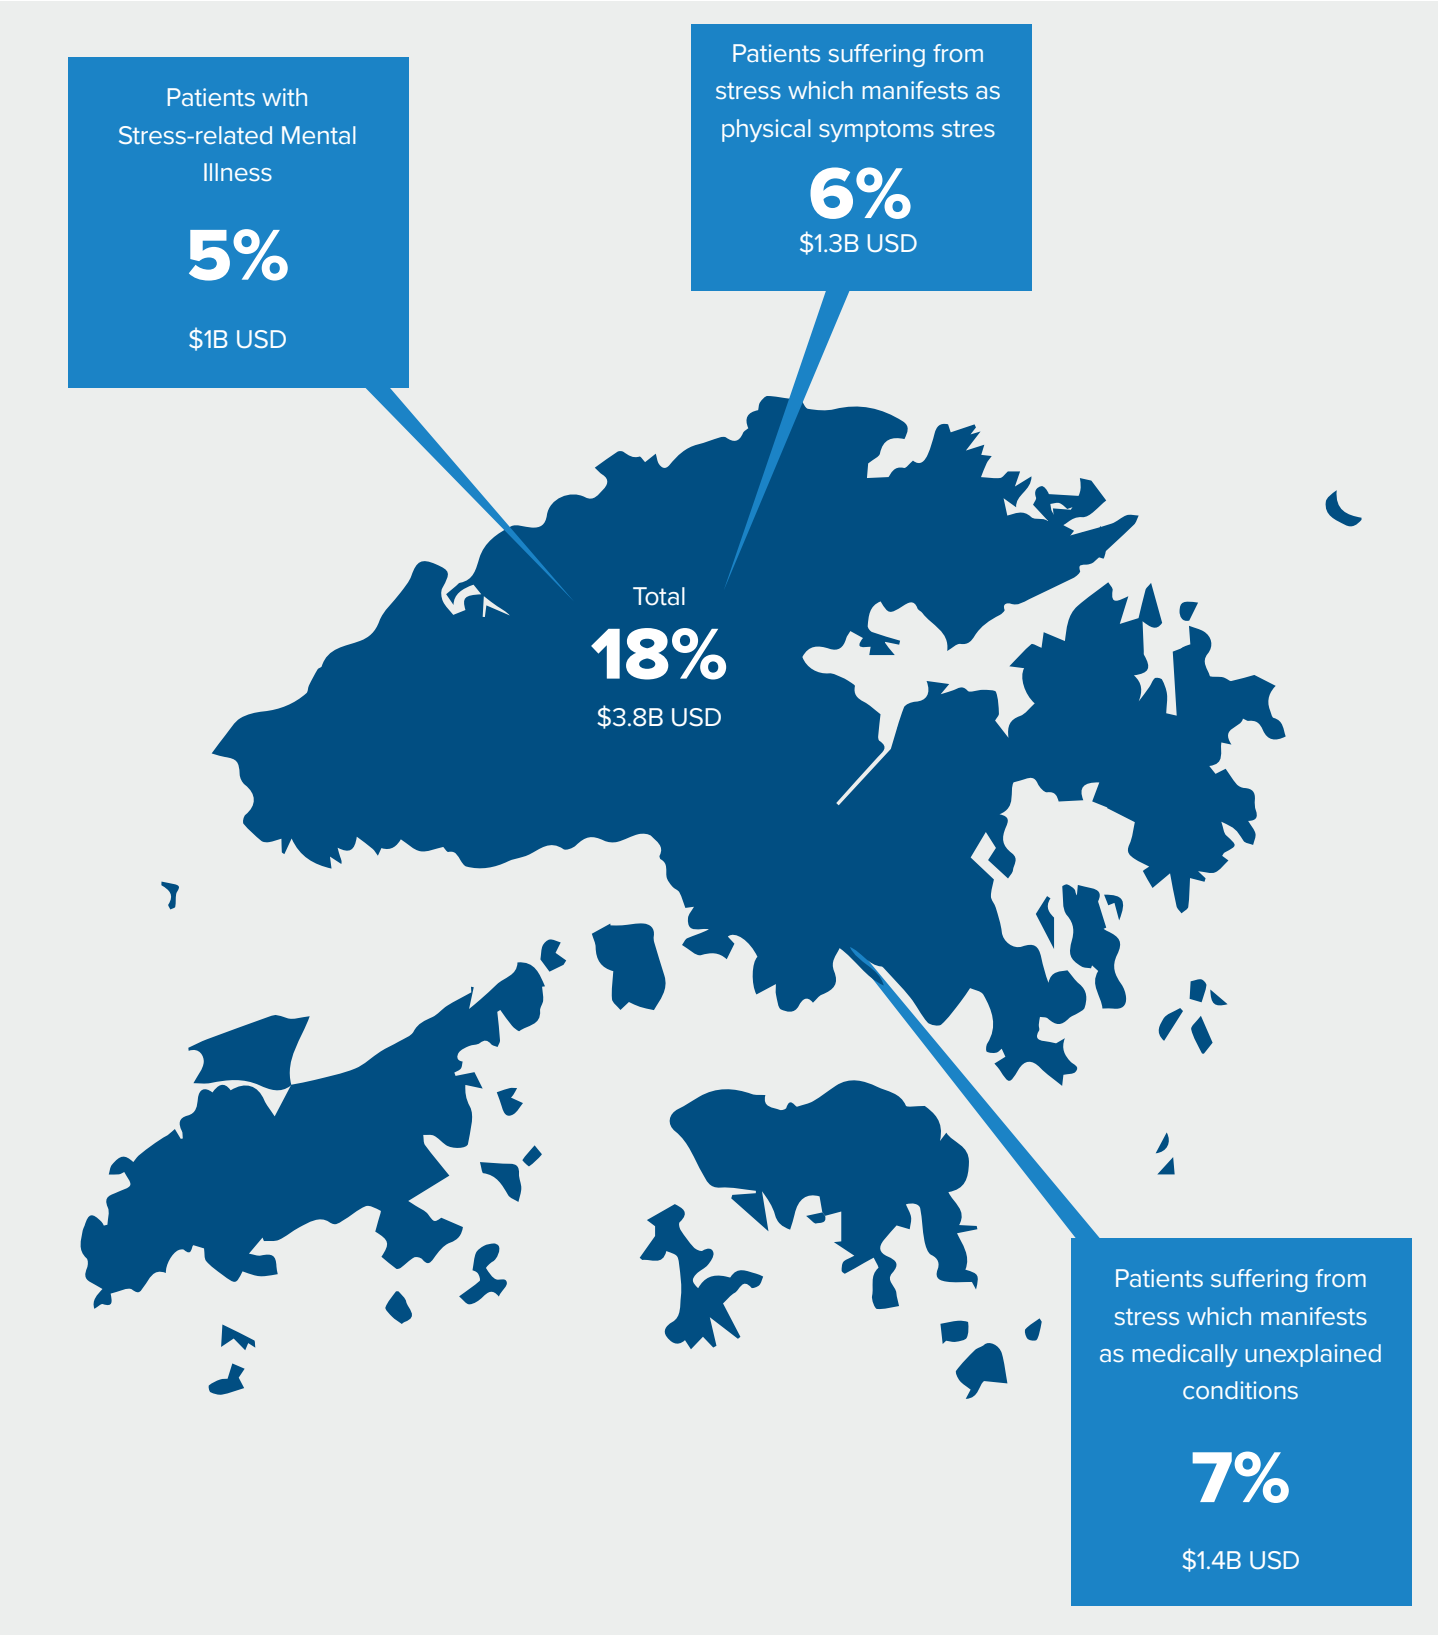 Patients with
Stress-related Mental
Illness
5%
$1B USD
Patients suffering from
stress which manifests as
physical symptoms stres
6%
$1.3B USD
Total
18%
$3.8B USD
Patients suffering from
stress which manifests
as medically unexplained
conditions
7%
$1.4B USD